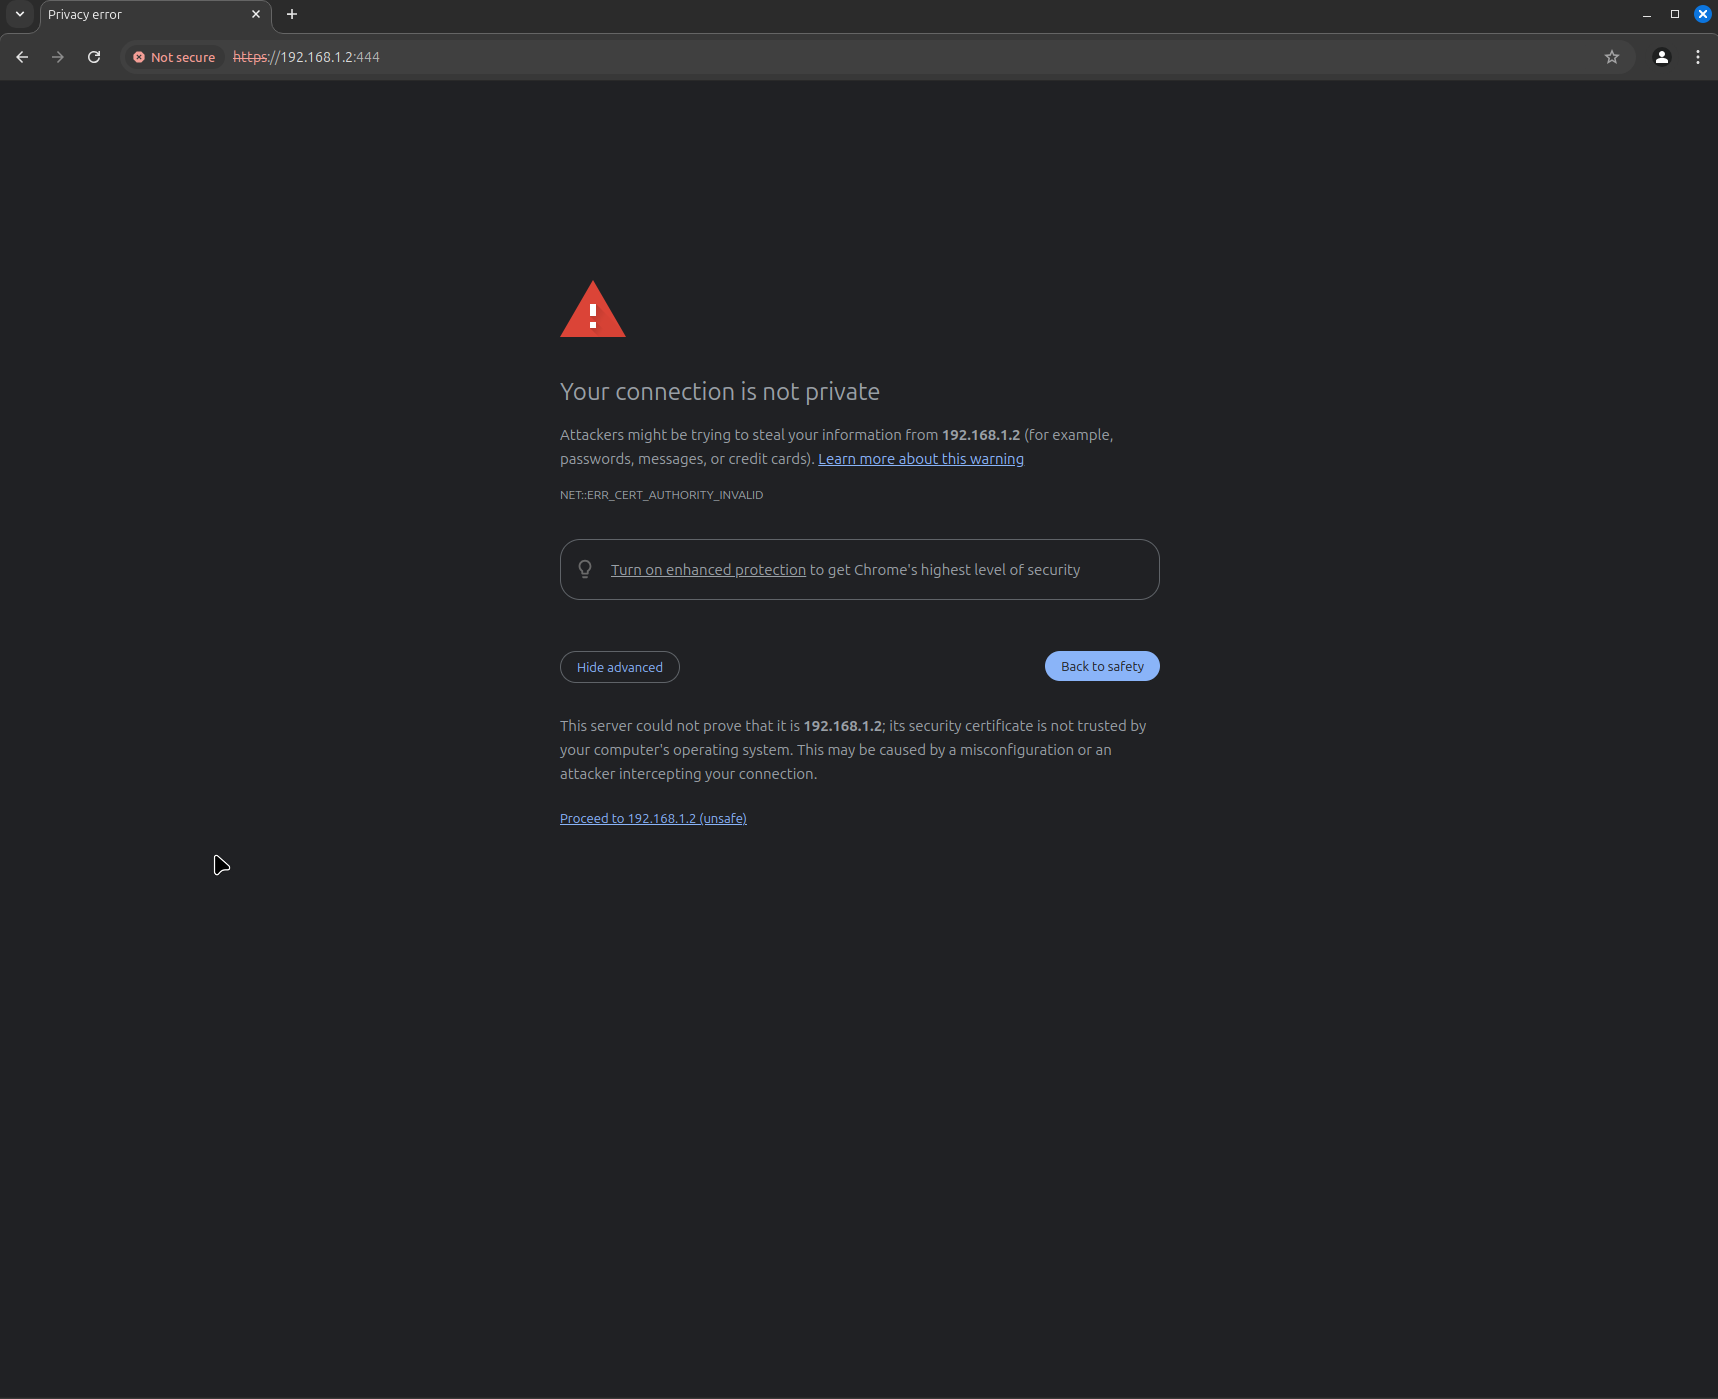 Privacy error
Not secure https://192.168.1.2:444
Your connection is not private
Attackers might be trying to steal your information from 192.168.1.2 (for example,
passwords, messages, or credit cards). Learn more about this warning
NET::ERR_CERT_AUTHORITY_INVALID
Turn on enhanced protection to get Chrome's highest level of security
Hide advanced
Back to safety
This server could not prove that it is 192.168.1.2; its security certificate is not trusted by
your computer's operating system. This may be caused by a misconfiguration or an
attacker intercepting your connection.
Proceed to 192.168.1.2 (unsafe)